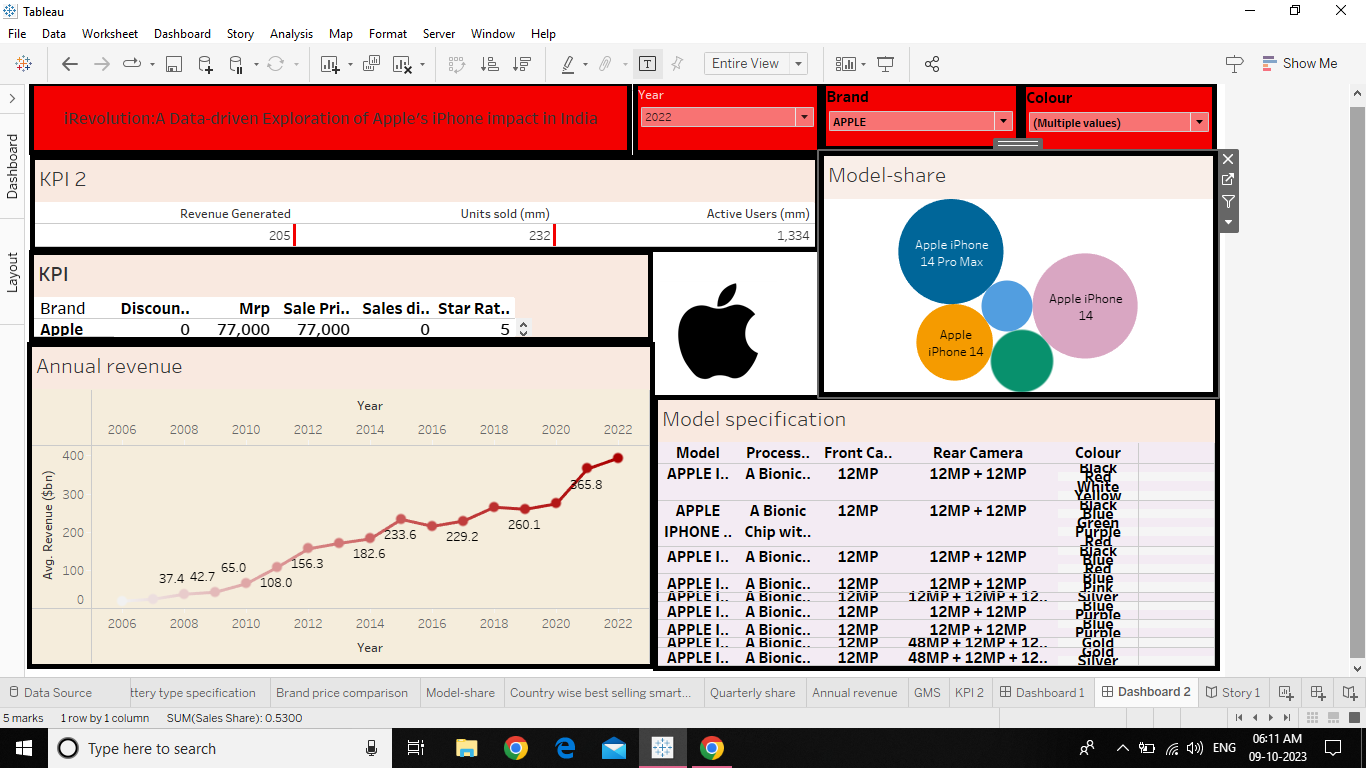 Tableau
File Data Worksheet Dashboard Story Analysis Map Format Server Window Help
Entire View
Show Me
Dashboard
Layout
iRevolution:A Data-driven Exploration of Apple's iPhone impact in India
Year
2022
Brand
APPLE
Colour
(Multiple values)
KPI 2
Revenue Generated Units sold (mm) Active Users (mm)
205 232 1,334
KPI
Brand Discoun.. Mrp Sale Pri.. Sales di.. Star Rat..
Apple 0 77,000 77,000 0 5
Model-share
Apple iPhone
14 Pro Max
Apple iPhone
14
Apple
iPhone 14
Annual revenue
Year
2006 2008 2010 2012 2014 2016 2018 2020 2022
Avg. Revenue ($bn)
400
300
200
100
0
37.4
42.7
65.0
108.0
156.3
182.6
233.6
229.2
260.1
365.8
2006 2008 2010 2012 2014 2016 2018 2020 2022
Year
Model specification
Model Process.. Front Ca.. Rear Camera Colour
APPLE I.. A Bionic.. 12MP 12MP + 12MP Black
Red
White
Yellow
APPLE A Bionic 12MP 12MP + 12MP Black
Blue
IPHONE .. Chip wit.. Green
Purple
Red
APPLE I.. A Bionic.. 12MP 12MP + 12MP Black
Blue
Red
APPLE I.. A Bionic.. 12MP 12MP + 12MP Blue
Pink
APPLE I.. A Bionic.. 12MP 12MP + 12MP + 12.. Silver
APPLE I.. A Bionic.. 12MP 12MP + 12MP Blue
Purple
APPLE I.. A Bionic.. 12MP 12MP + 12MP Blue
Purple
APPLE I.. A Bionic.. 12MP 48MP + 12MP + 12.. Gold
APPLE I.. A Bionic.. 12MP 48MP + 12MP + 12.. Gold
Silver
Data Source ttery type specification Brand price comparison Model-share Country wise best selling smart... Quarterly share Annual revenue GMS KPI 2 Dashboard 1 Dashboard 2 Story 1
5 marks 1 row by 1 column SUM(Sales Share): 0.5300
Type here to search
ENG
06:11 AM
09-10-2023